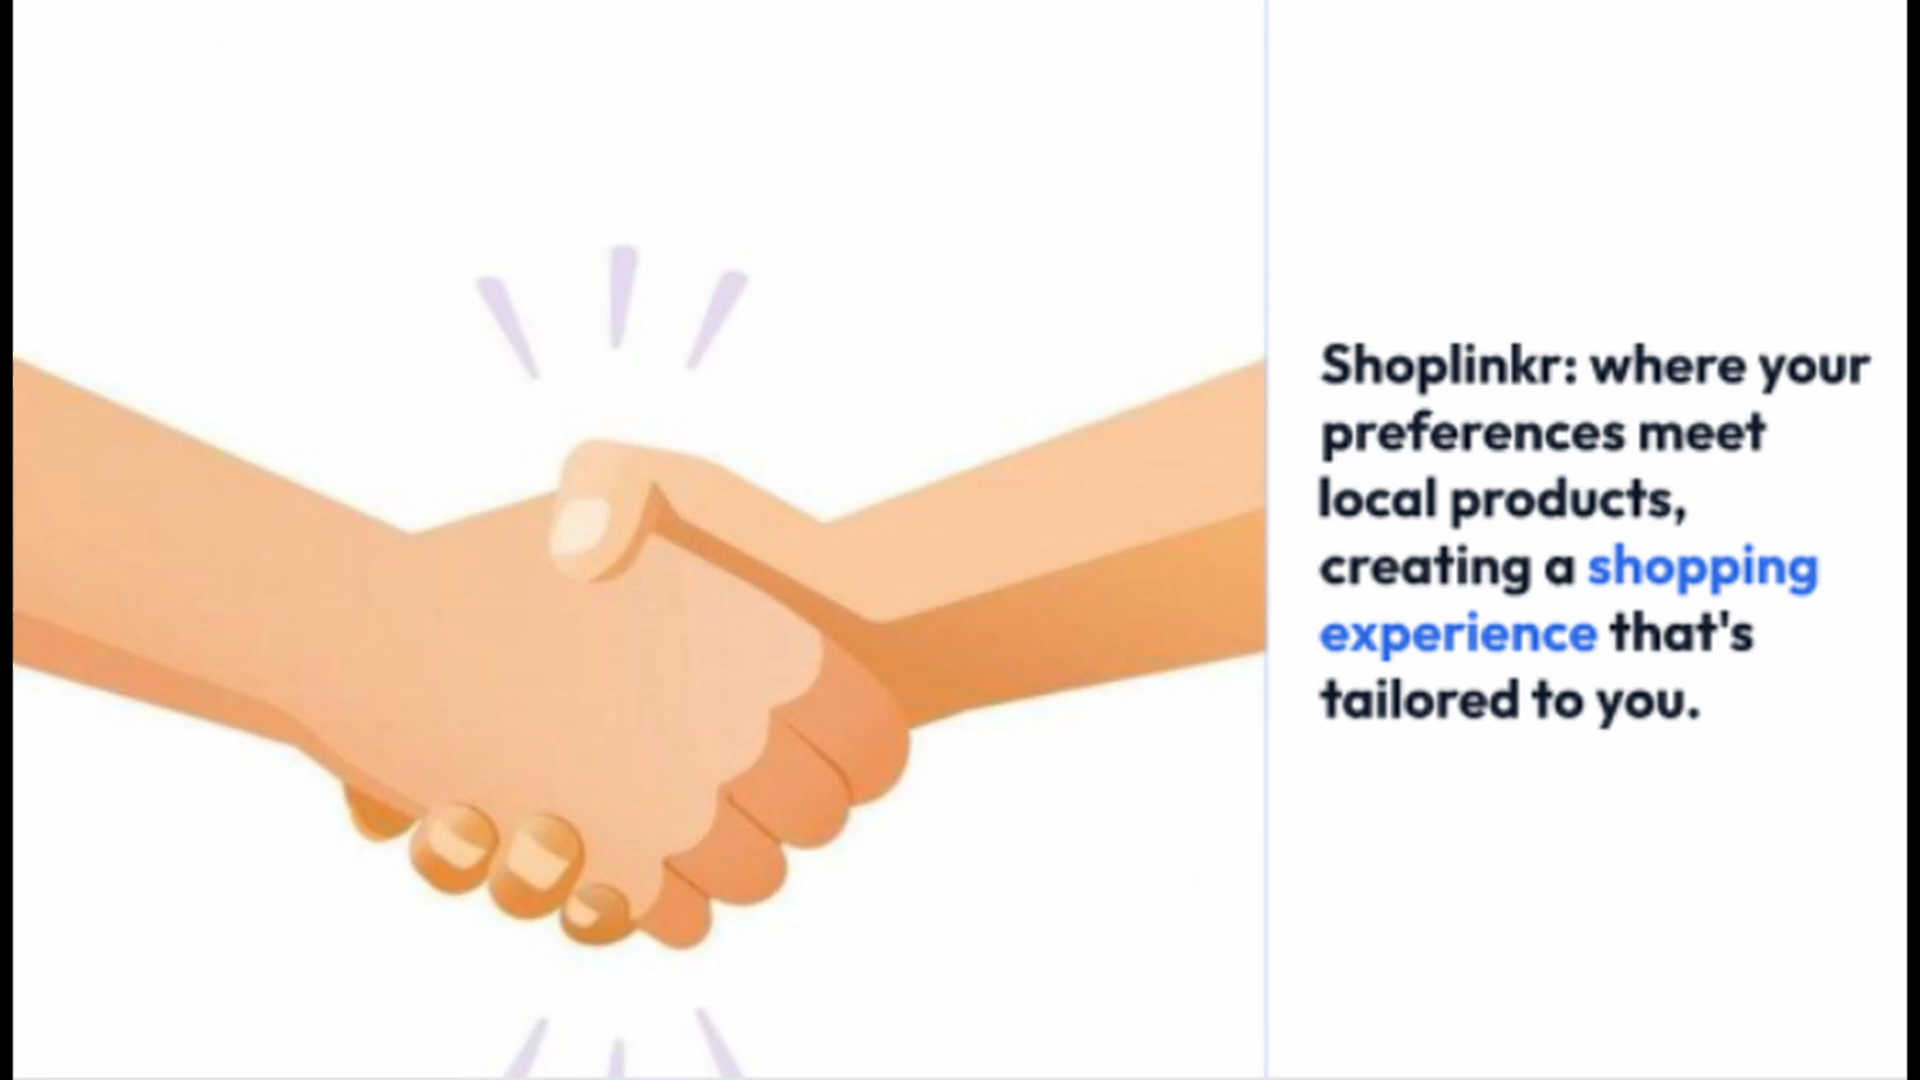 Shoplinkr: where your
preferences meet
local products,
creating a shopping
experience that's
tailored to you.